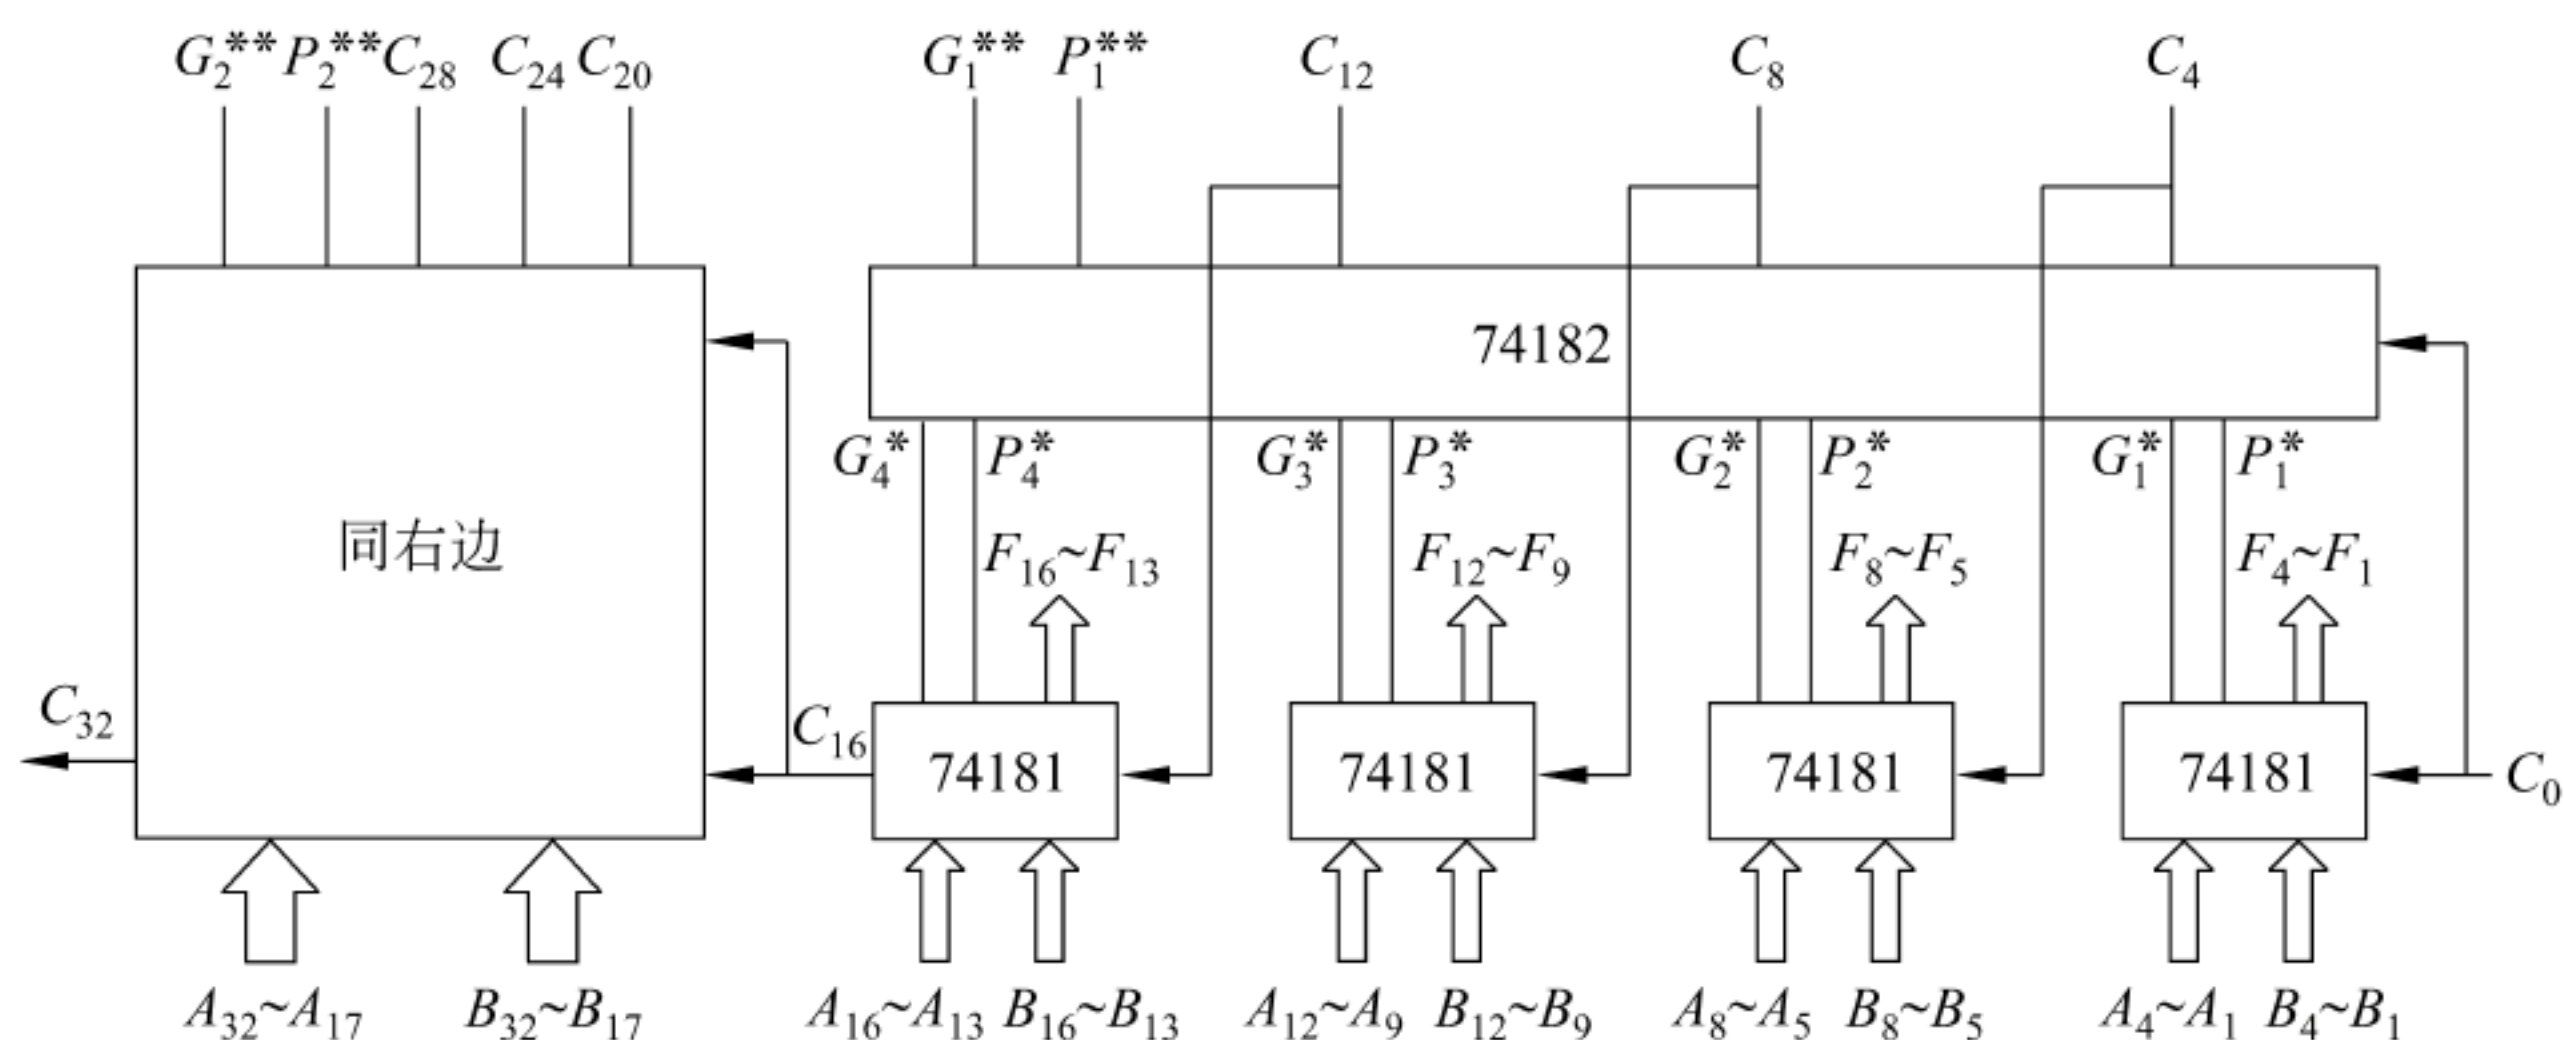 G₂** P₂** C₂₈ C₂₄ C₂₀ G₁** P₁** C₁₂ C₈ C₄
74182
G₄* P₄* G₃* P₃* G₂* P₂* G₁* P₁*
同右边
F₁₆~F₁₃ F₁₂~F₉ F₈~F₅ F₄~F₁
C₃₂ C₁₆ 74181 74181 74181 74181 C₀
A₃₂~A₁₇ B₃₂~B₁₇ A₁₆~A₁₃ B₁₆~B₁₃ A₁₂~A₉ B₁₂~B₉ A₈~A₅ B₈~B₅ A₄~A₁ B₄~B₁